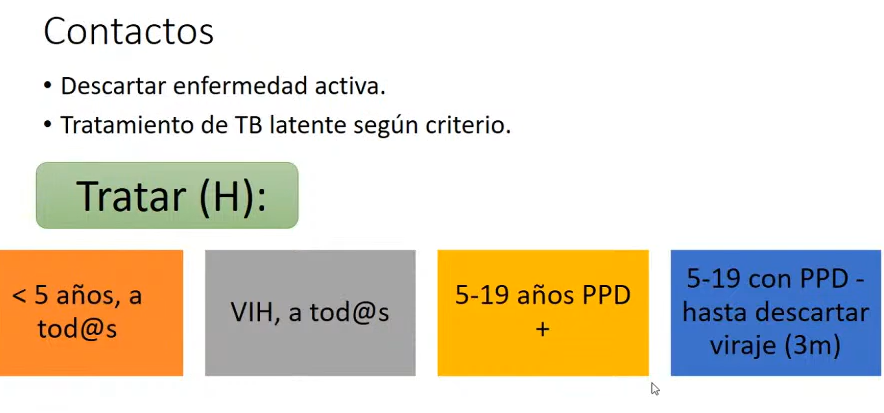 Contactos
• Descartar enfermedad activa.
• Tratamiento de TB latente según criterio.
Tratar (H):
< 5 años, a
tod@s
VIH, a tod@s
5-19 años PPD
+
5-19 con PPD -
hasta descartar
viraje (3m)